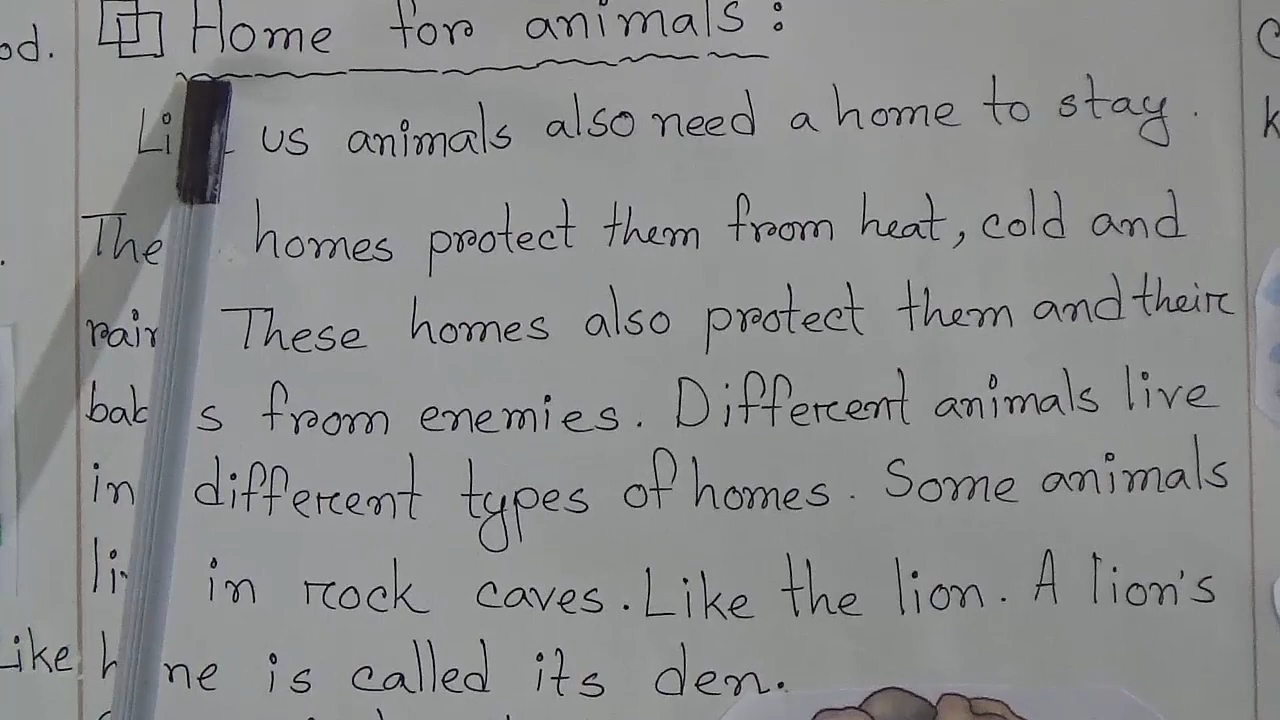 Home for animals:
us animals also need a home to stay.
homes protect them from heat, cold and
These homes also protect them and their
from enemies. Different animals live
in different types of homes. Some animals
in rock caves. Like the lion. A lion's
is called its den.
od.
Like